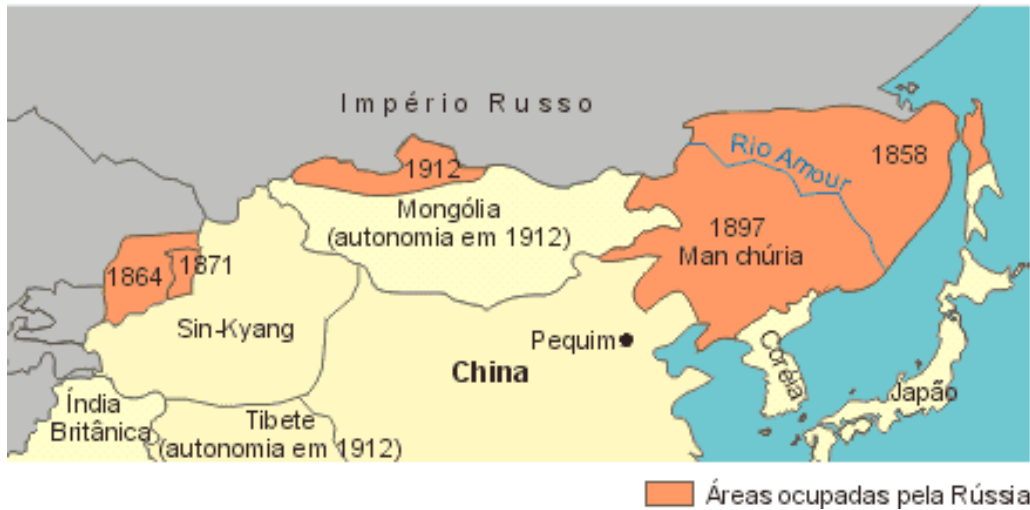 Império Russo
Rio Amour
1858
1912
Mongólia
(autonomia em 1912)
1897
Man chúria
1864
1871
Sin-Kyang
Pequim
China
Coréia
Japão
Índia
Britânica
Tibete
(autonomia em 1912)
Áreas ocupadas pela Rússia